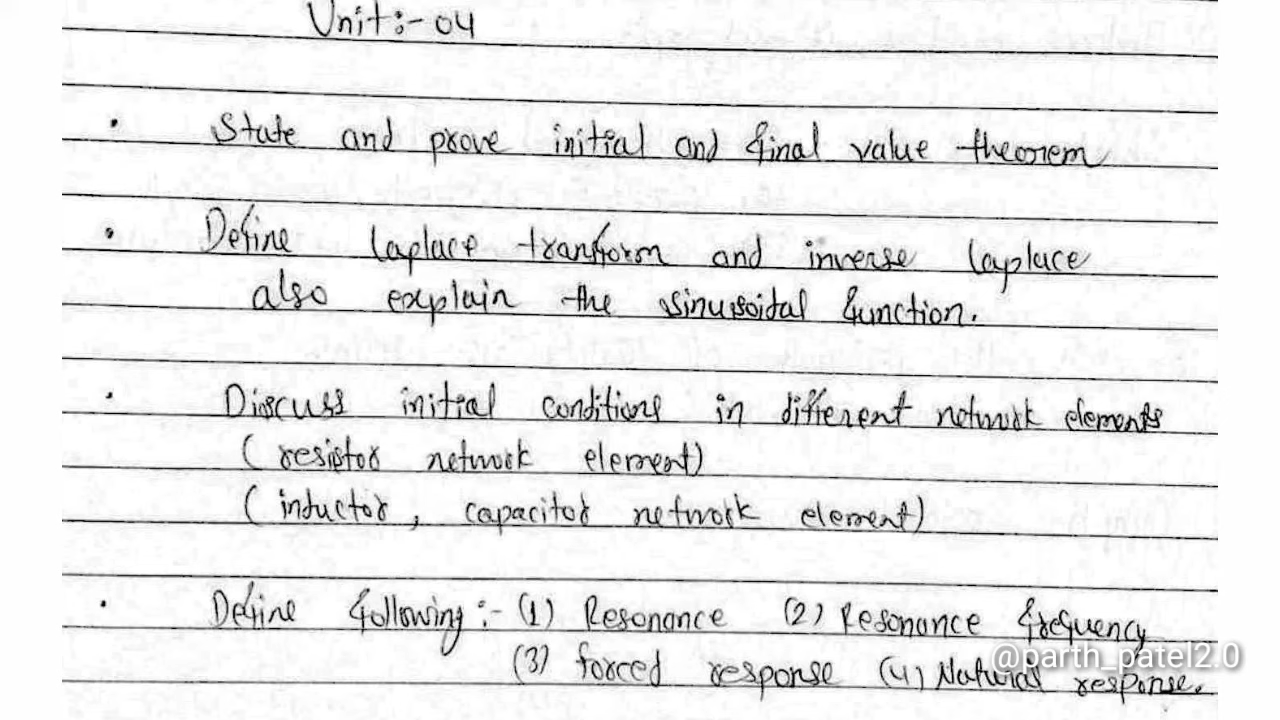 Unit:- 04
• State and prove initial and final value theorem
• Define laplace transform and inverse laplace
also explain the sinusoidal function.
• Discuss initial conditions in different network elements
(resistor network element)
(inductor, capacitor network element)
• Define following :- (1) Resonance (2) Resonance frequency
(3) forced response (4) Natural response.
@parth_patel2.0